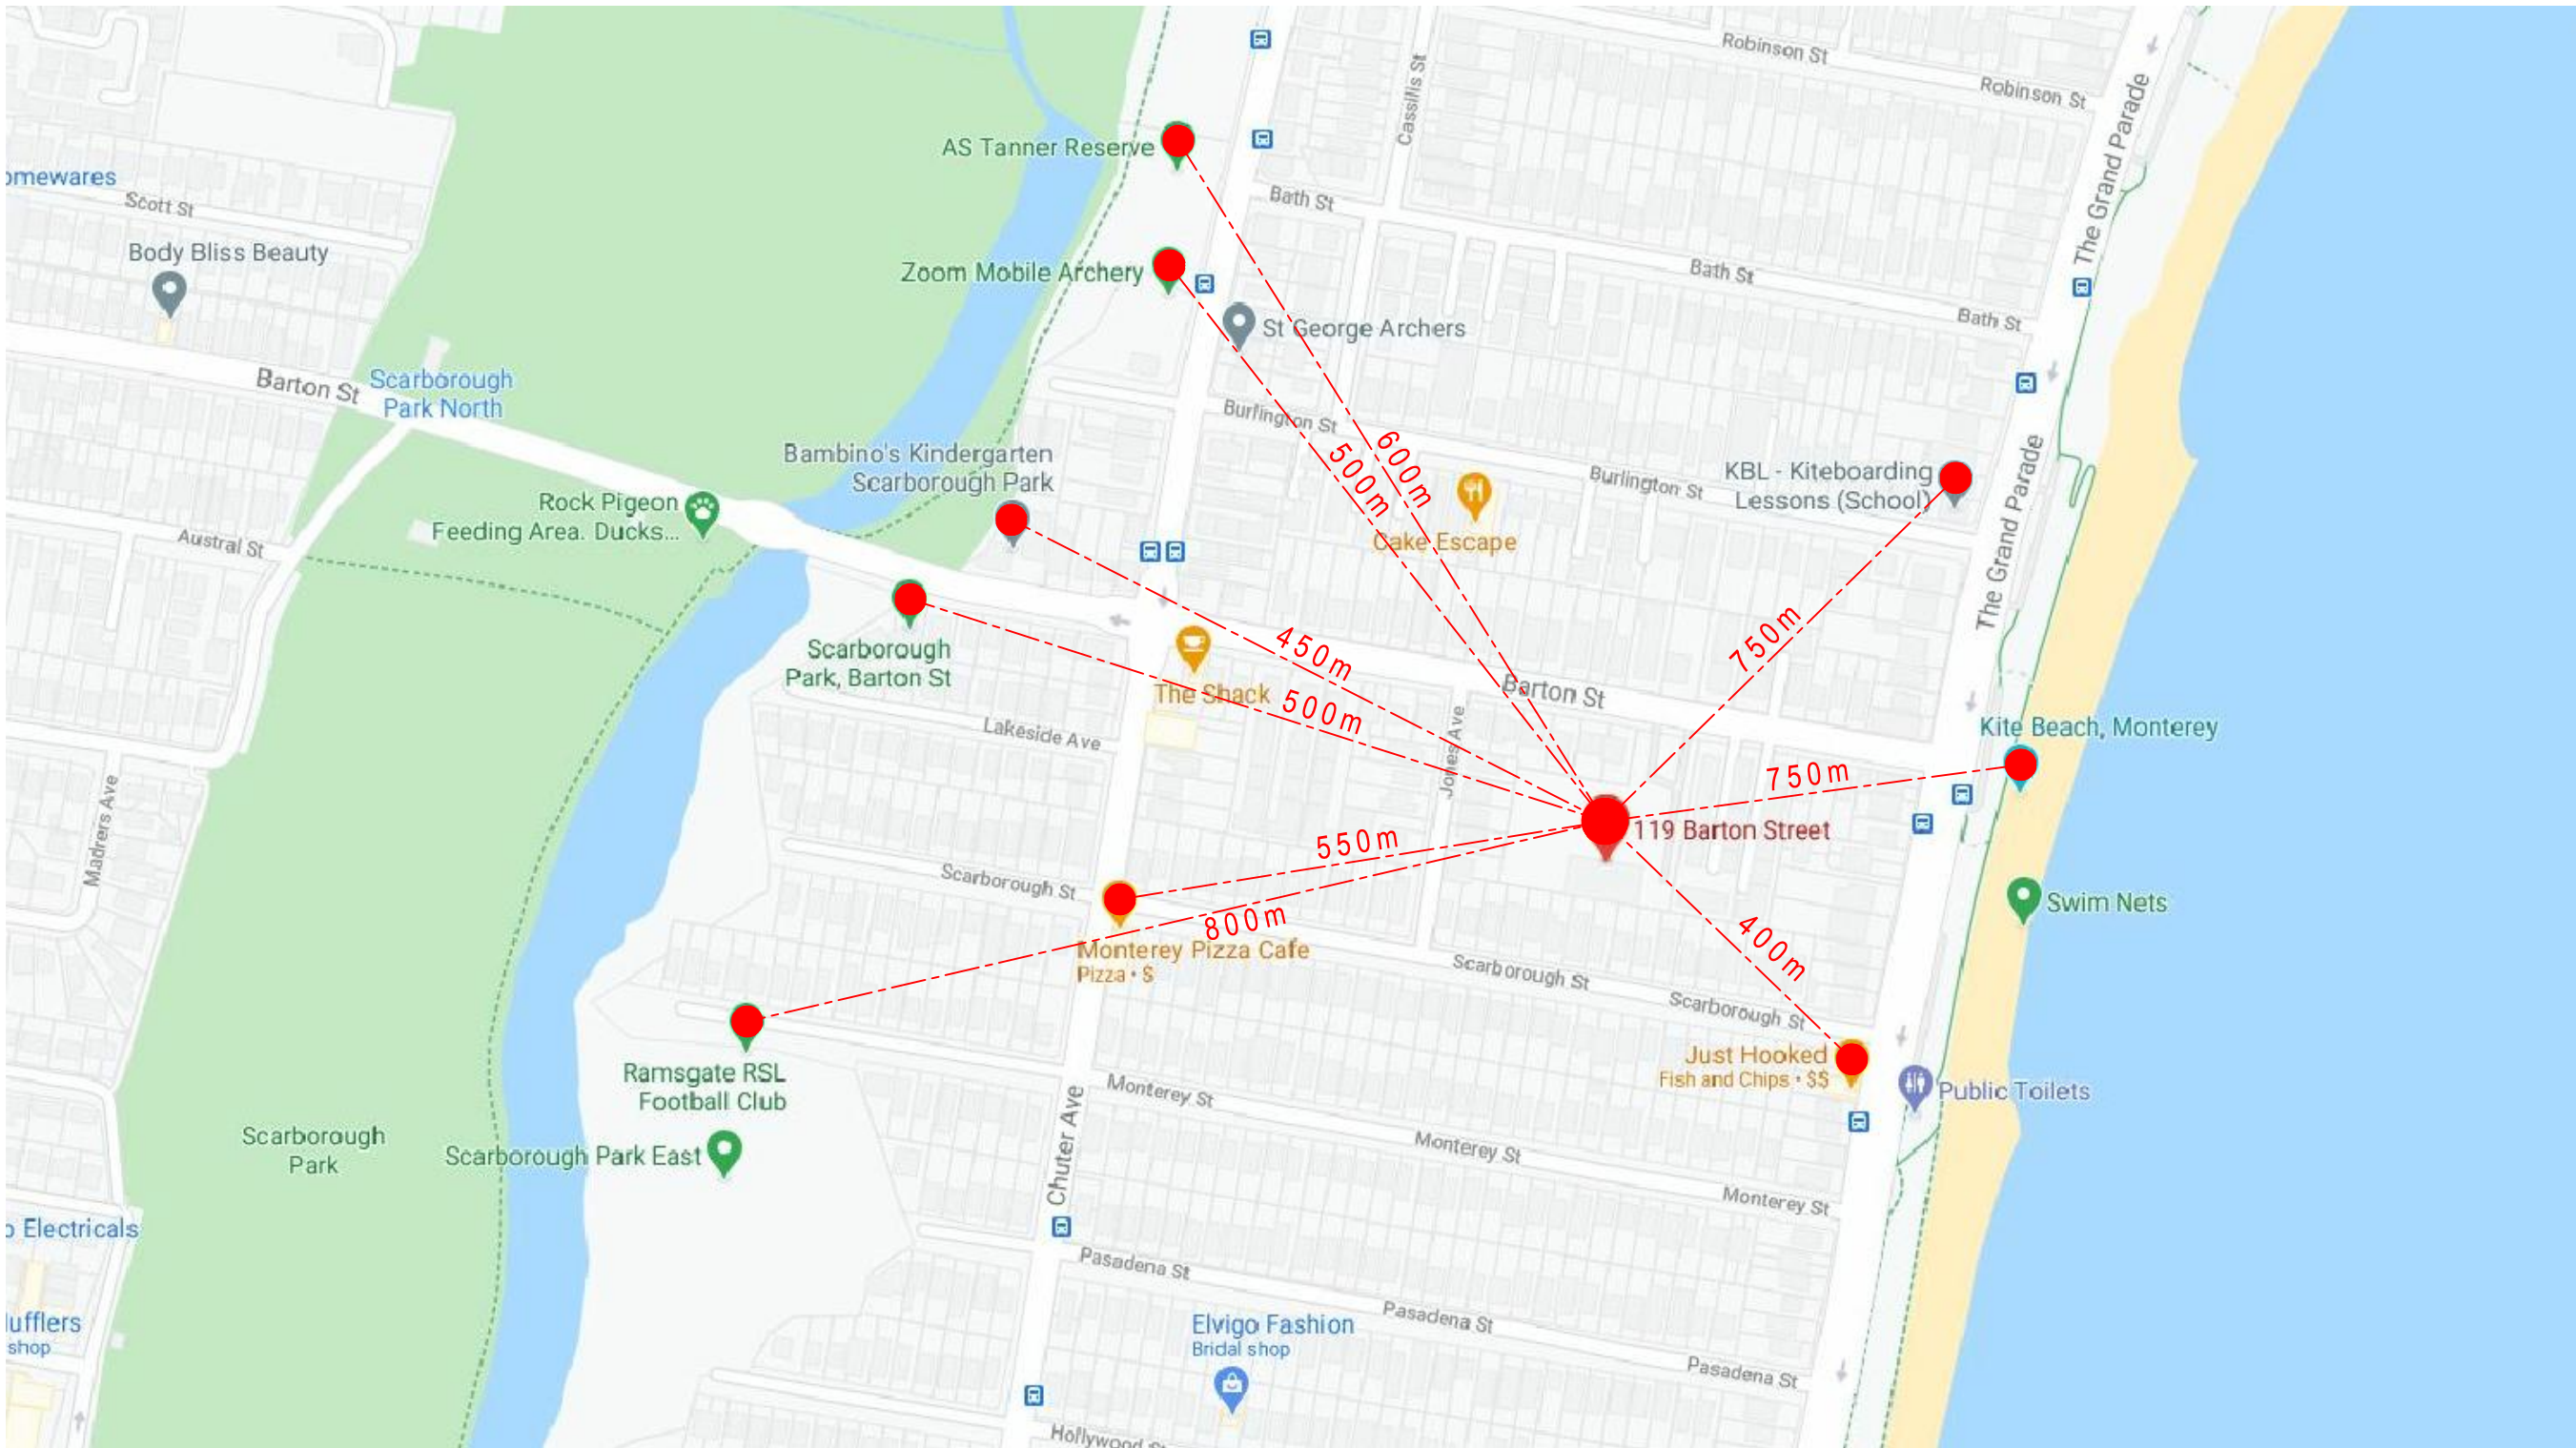 Robinson St
Robinson St
Cassilis St
The Grand Parade
AS Tanner Reserve
omewares
Scott St
Bath St
Body Bliss Beauty
Zoom Mobile Archery
Bath St
Bath St
St George Archers
Barton St
Scarborough
Park North
Burlington St
Bambino's Kindergarten
Scarborough Park
600m
500m
KBL - Kiteboarding
Lessons (School)
Burlington St
Rock Pigeon
Feeding Area. Ducks...
Austral St
Cake Escape
The Grand Parade
Scarborough
Park, Barton St
450m
750m
The Shack
500m
Barton St
Lakeside Ave
Jones Ave
Kite Beach, Monterey
750m
Madrers Ave
550m
119 Barton Street
Scarborough St
800m
Swim Nets
Monterey Pizza Cafe
Pizza • $
400m
Scarborough St
Scarborough St
Just Hooked
Fish and Chips • $$
Public Toilets
Ramsgate RSL
Football Club
Monterey St
Scarborough
Park
Scarborough Park East
Chuter Ave
Monterey St
Monterey St
o Electricals
Pasadena St
Pasadena St
Elvigo Fashion
Bridal shop
ufflers
shop
Pasadena St
Hollywood St